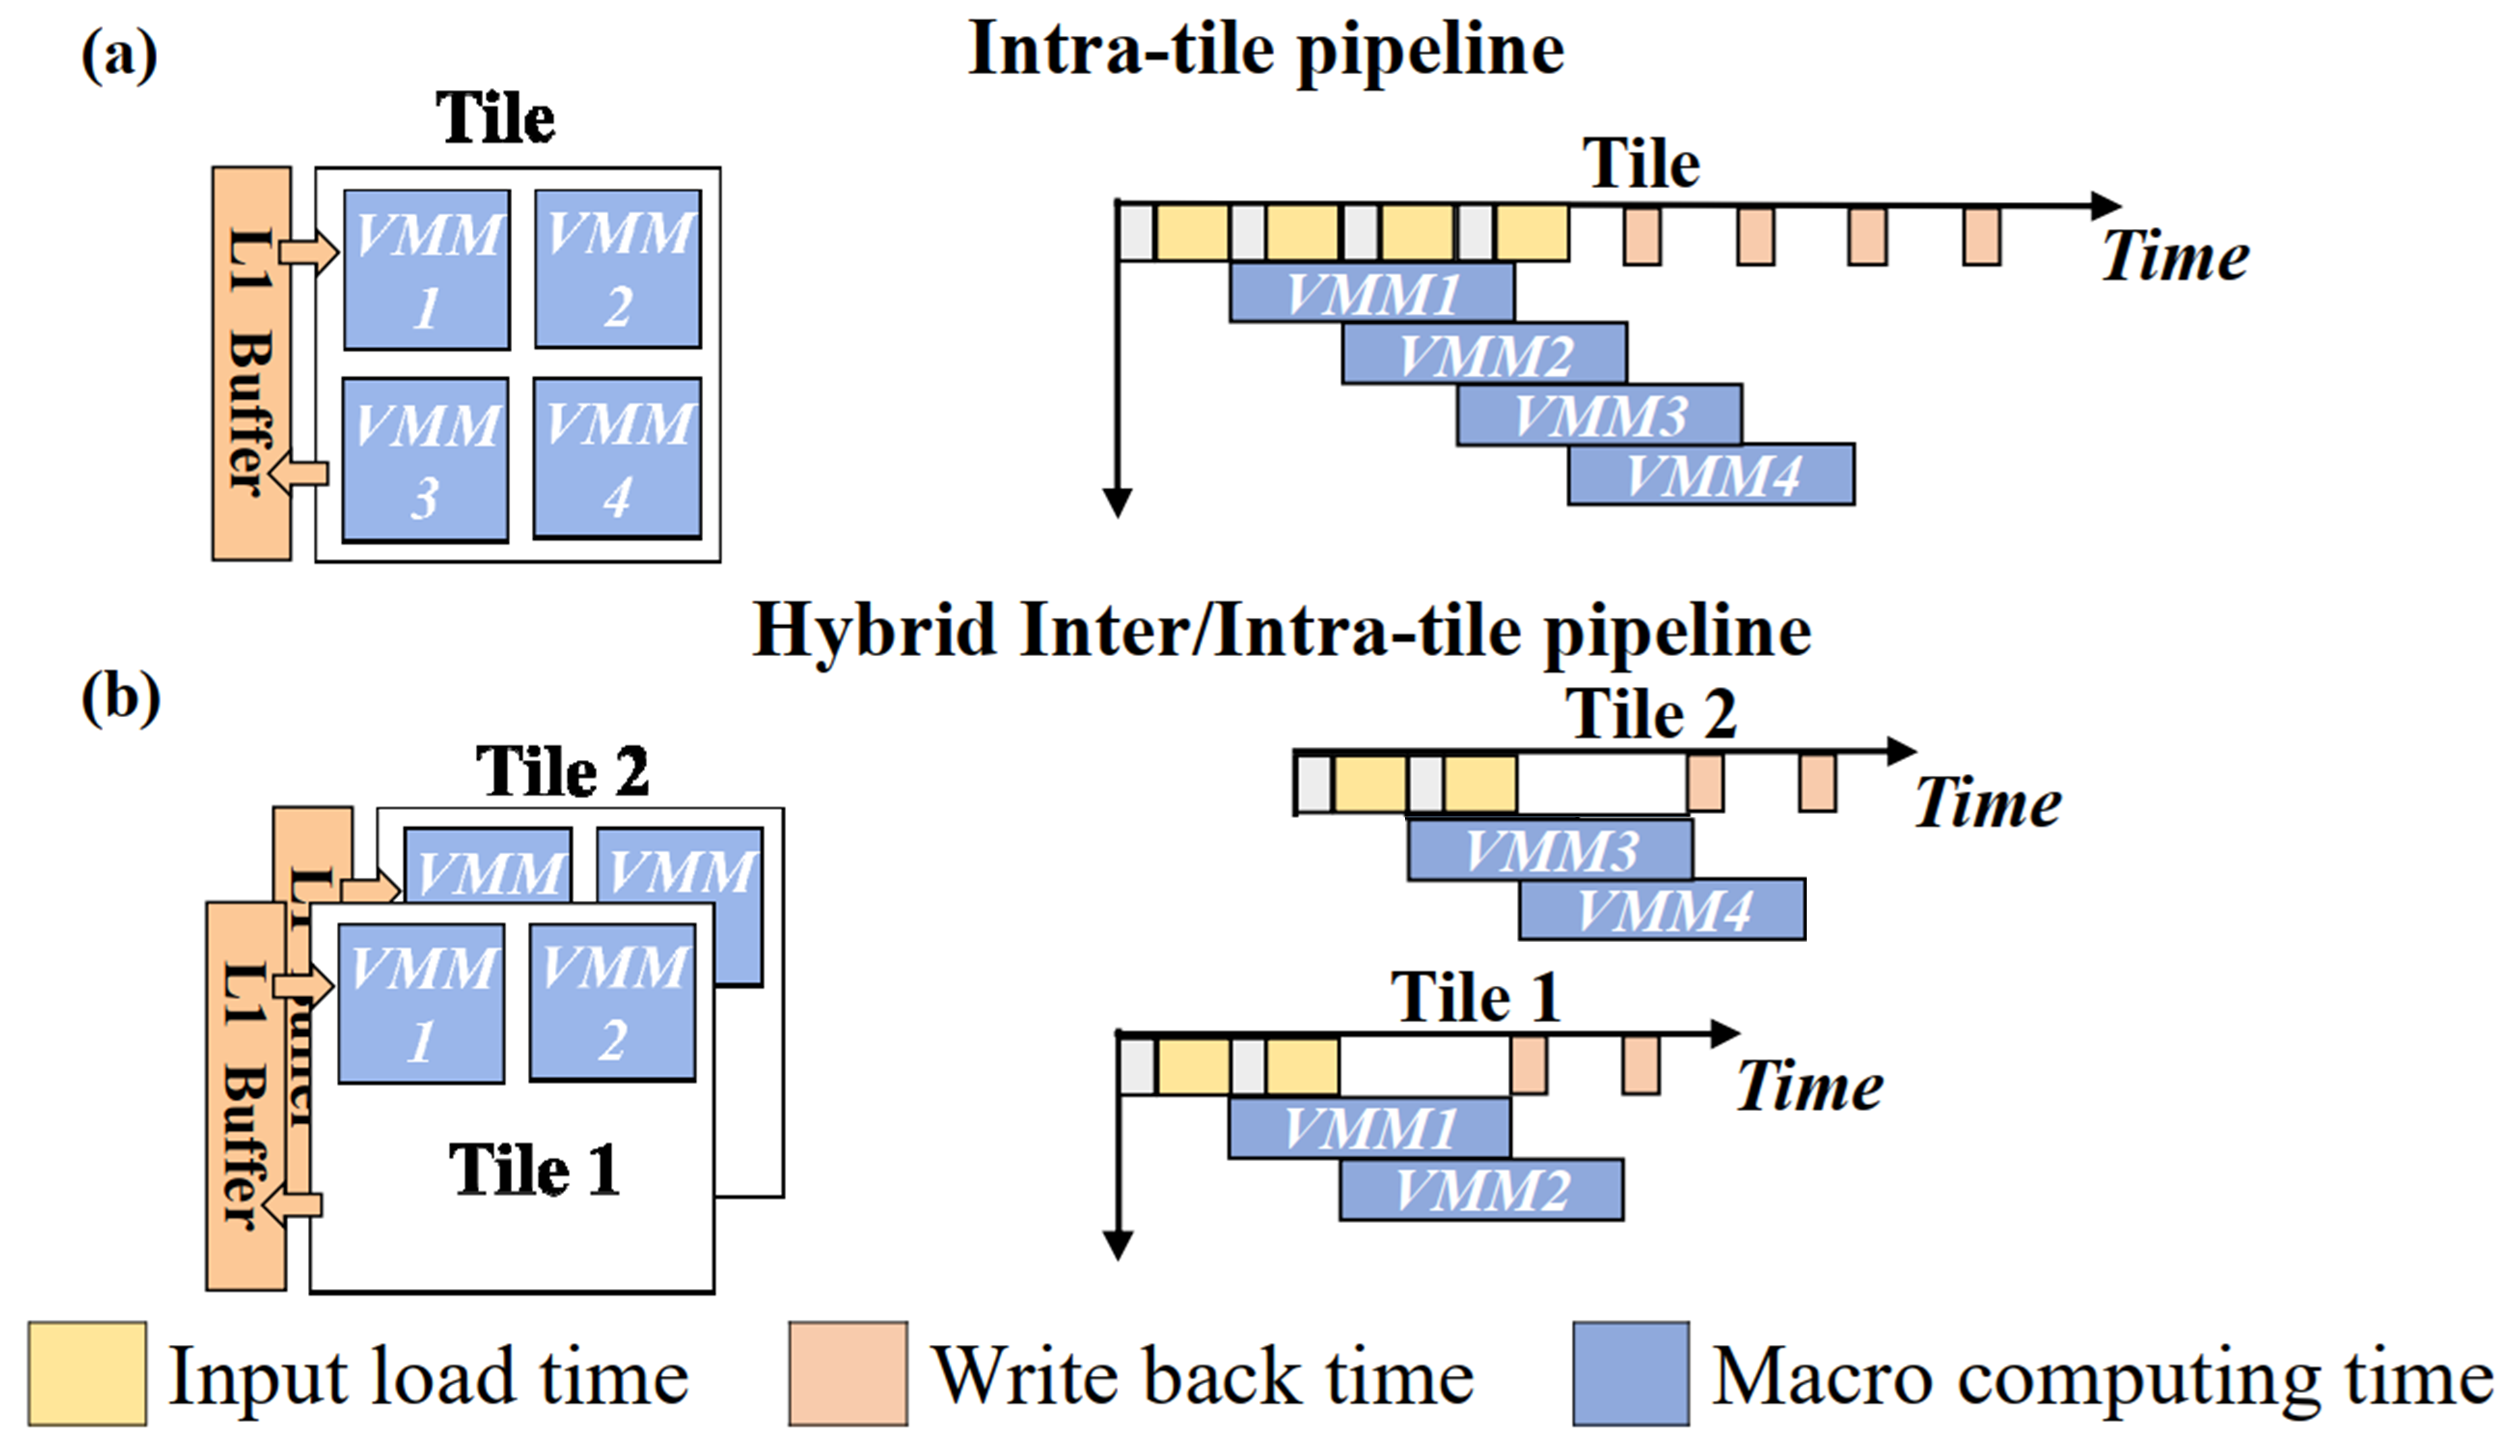 (a)
Intra-tile pipeline
Tile
L1 Buffer
VMM
1
VMM
2
VMM
3
VMM
4
Tile
Time
VMM1
VMM2
VMM3
VMM4
Hybrid Inter/Intra-tile pipeline
(b)
Tile 2
VMM
VMM
L1 Buffer
VMM
1
VMM
2
Tile 1
Tile 2
Time
VMM3
VMM4
Tile 1
Time
VMM1
VMM2
Input load time
Write back time
Macro computing time